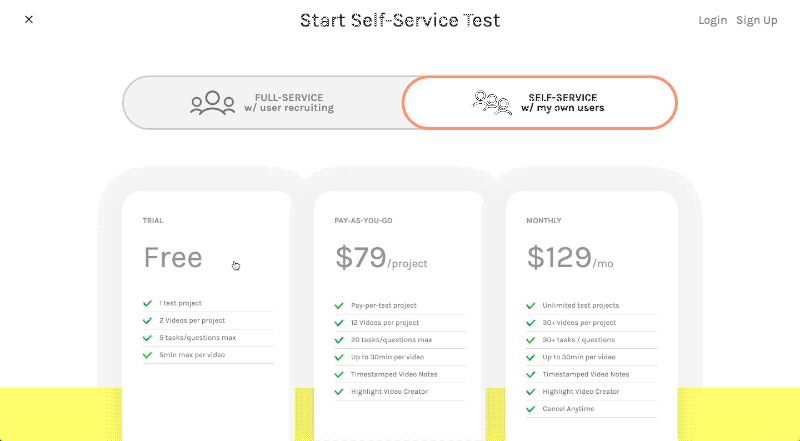 ×
Start Self-Service Test
Login Sign Up
FULL-SERVICE
w/ user recruiting
SELF-SERVICE
w/ my own users
TRIAL
Free
1 test project
2 Videos per project
5 tasks/questions max
5min max per video
PAY-AS-YOU-GO
$79/project
Pay-per-test project
12 Videos per project
20 tasks/questions max
Up to 30min per video
Timestamped Video Notes
Highlight Video Creator
MONTHLY
$129/mo
Unlimited test projects
30+ videos per project
30+ tasks / questions
Up to 30min per video
Timestamped Video Notes
Highlight Video Creator
Cancel Anytime